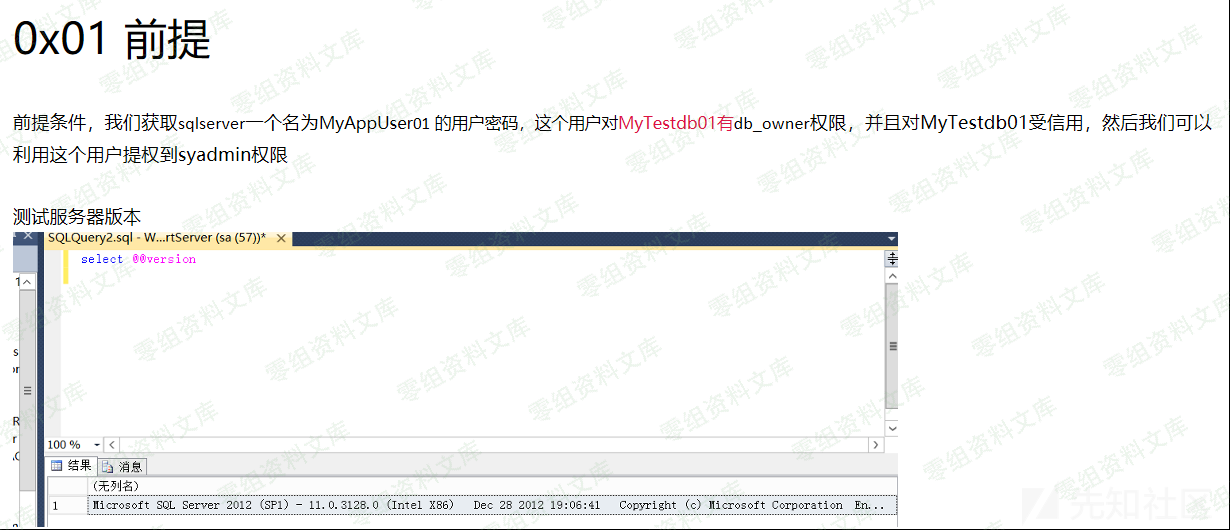 0x01 前提
前提条件，我们获取sqlserver一个名为MyAppUser01 的用户密码，这个用户对MyTestdb01有db_owner权限，并且对MyTestdb01受信用，然后我们可以
利用这个用户提权到syadmin权限
测试服务器版本
SQLQuery2.sql - W...rtServer (sa (57))*
select @@version
100 %
结果 消息
(无列名)
1 Microsoft SQL Server 2012 (SP1) - 11.0.3128.0 (Intel X86) Dec 28 2012 19:06:41 Copyright (c) Microsoft Corporation En...
零组资料文库
先知社区